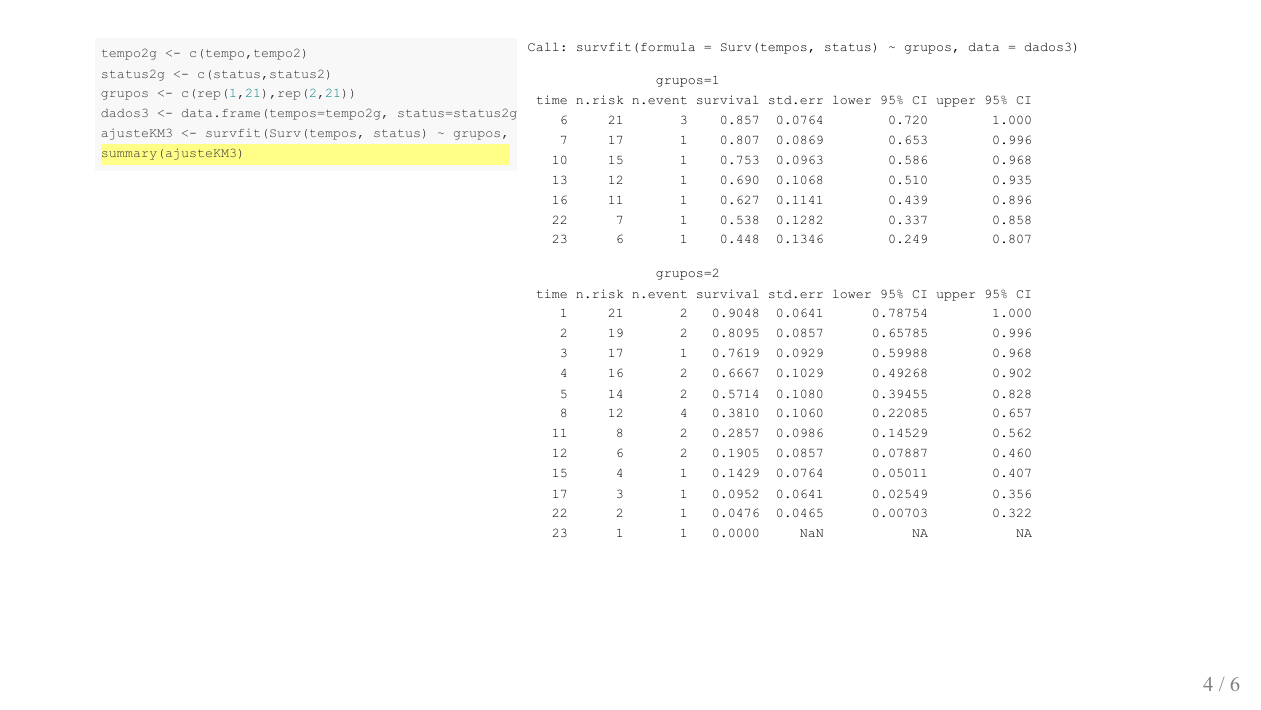 tempo2g <- c(tempo,tempo2)
status2g <- c(status,status2)
grupos <- c(rep(1,21),rep(2,21))
dados3 <- data.frame(tempos=tempo2g, status=status2g
ajusteKM3 <- survfit(Surv(tempos, status) ~ grupos,
summary(ajusteKM3)
Call: survfit(formula = Surv(tempos, status) ~ grupos, data = dados3)
grupos=1
time n.risk n.event survival std.err lower 95% CI upper 95% CI
6 21 3 0.857 0.0764 0.720 1.000
7 17 1 0.807 0.0869 0.653 0.996
10 15 1 0.753 0.0963 0.586 0.968
13 12 1 0.690 0.1068 0.510 0.935
16 11 1 0.627 0.1141 0.439 0.896
22 7 1 0.538 0.1282 0.337 0.858
23 6 1 0.448 0.1346 0.249 0.807
grupos=2
time n.risk n.event survival std.err lower 95% CI upper 95% CI
1 21 2 0.9048 0.0641 0.78754 1.000
2 19 2 0.8095 0.0857 0.65785 0.996
3 17 1 0.7619 0.0929 0.59988 0.968
4 16 2 0.6667 0.1029 0.49268 0.902
5 14 2 0.5714 0.1080 0.39455 0.828
8 12 4 0.3810 0.1060 0.22085 0.657
11 8 2 0.2857 0.0986 0.14529 0.562
12 6 2 0.1905 0.0857 0.07887 0.460
15 4 1 0.1429 0.0764 0.05011 0.407
17 3 1 0.0952 0.0641 0.02549 0.356
22 2 1 0.0476 0.0465 0.00703 0.322
23 1 1 0.0000 NaN NA NA
4 / 6